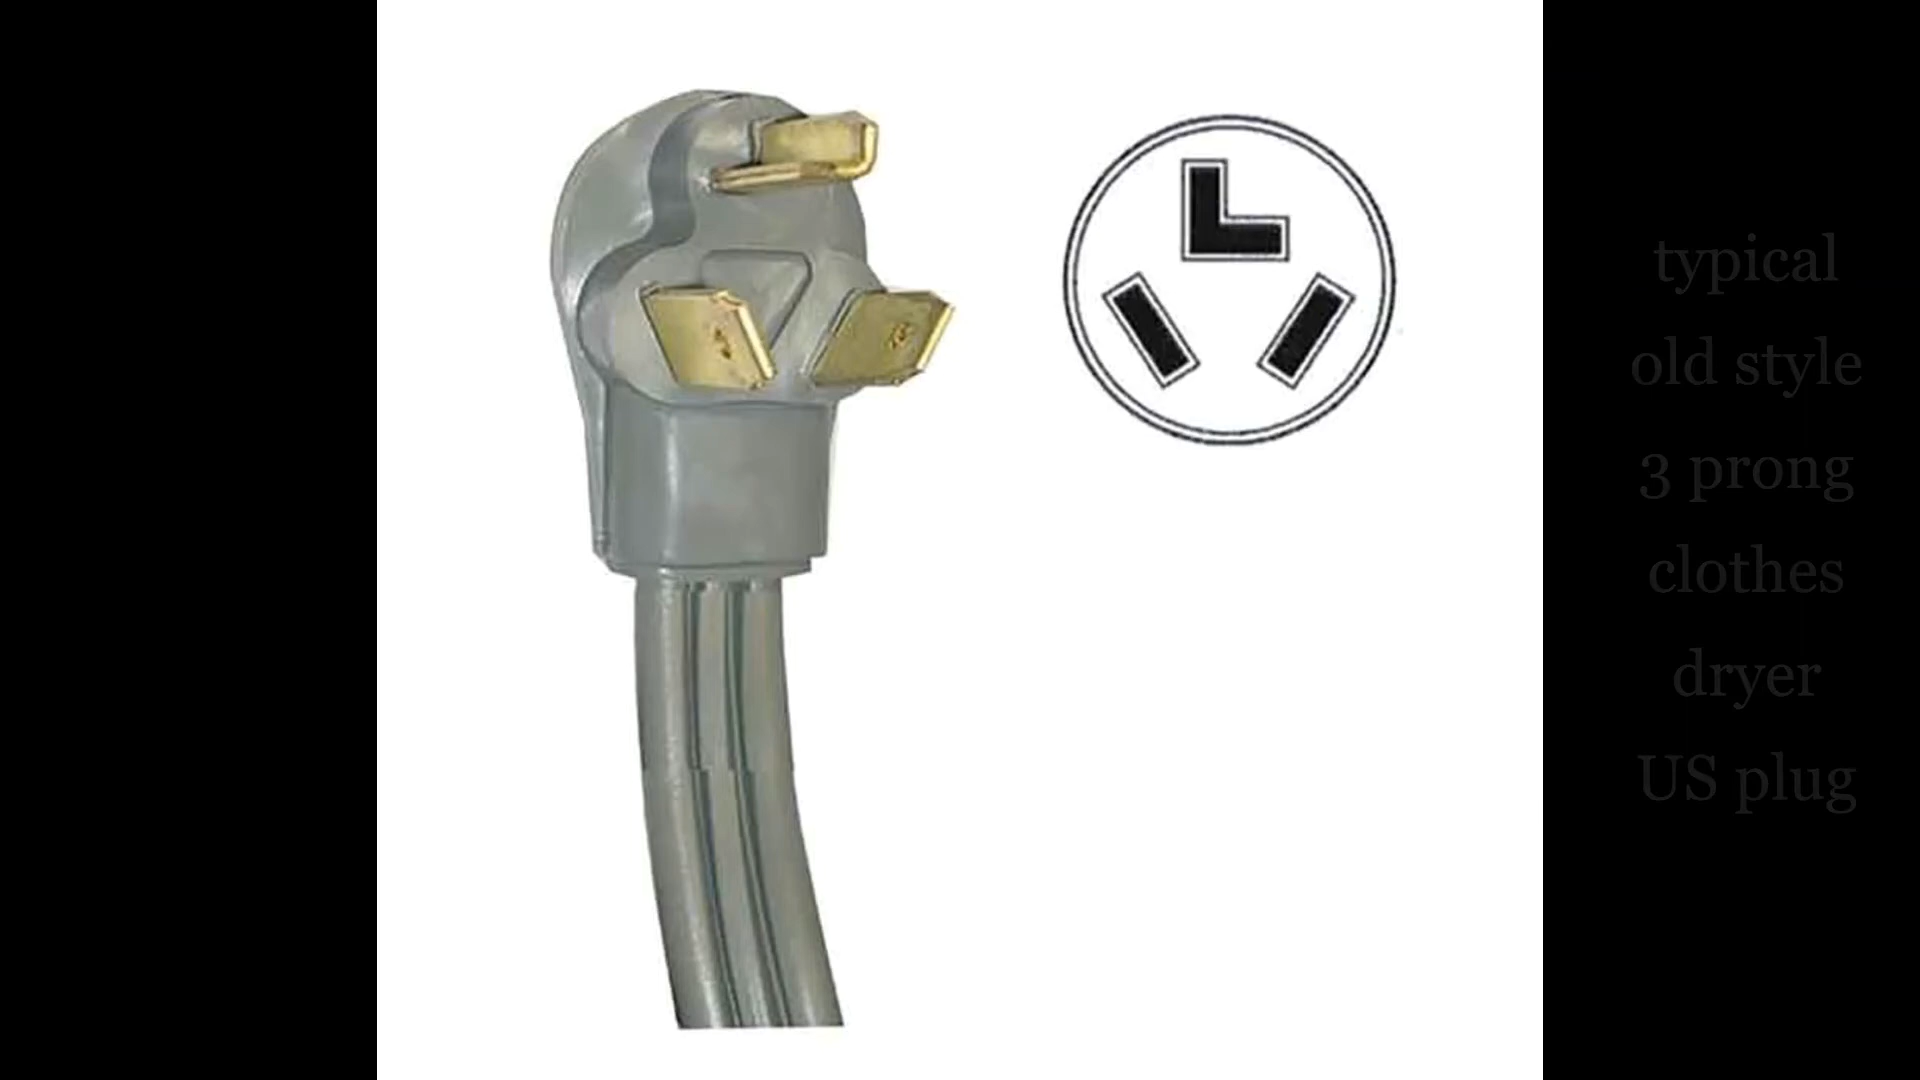 typical
old style
3 prong
clothes
dryer
US plug